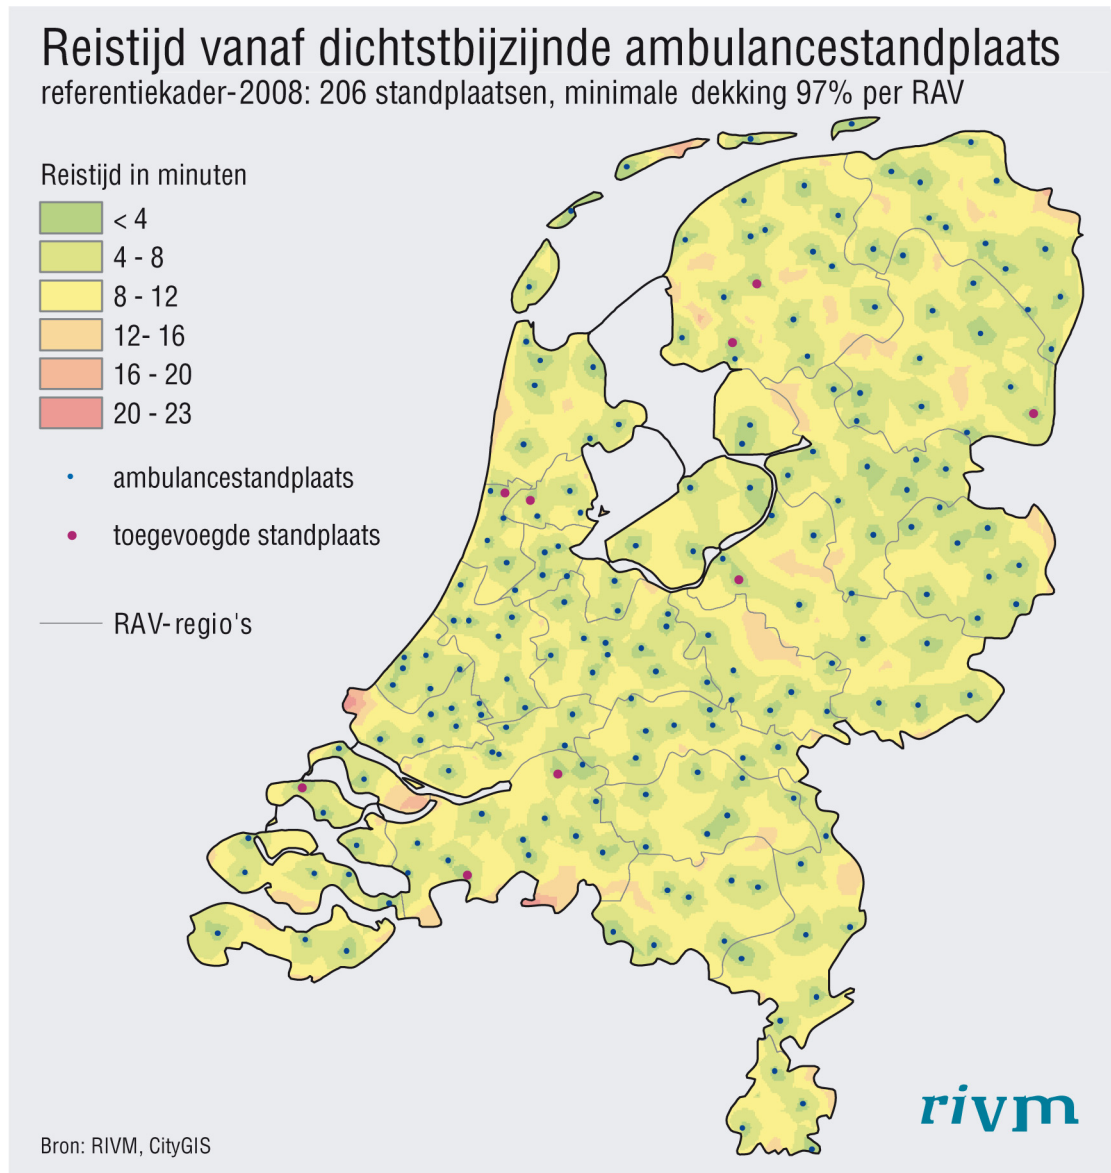 Reistijd vanaf dichtstbijzijnde ambulancestandplaats
referentiekader-2008: 206 standplaatsen, minimale dekking 97% per RAV
Reistijd in minuten
< 4
4 - 8
8 - 12
12- 16
16 - 20
20 - 23
ambulancestandplaats
toegevoegde standplaats
RAV-regio's
rivm
Bron: RIVM, CityGIS